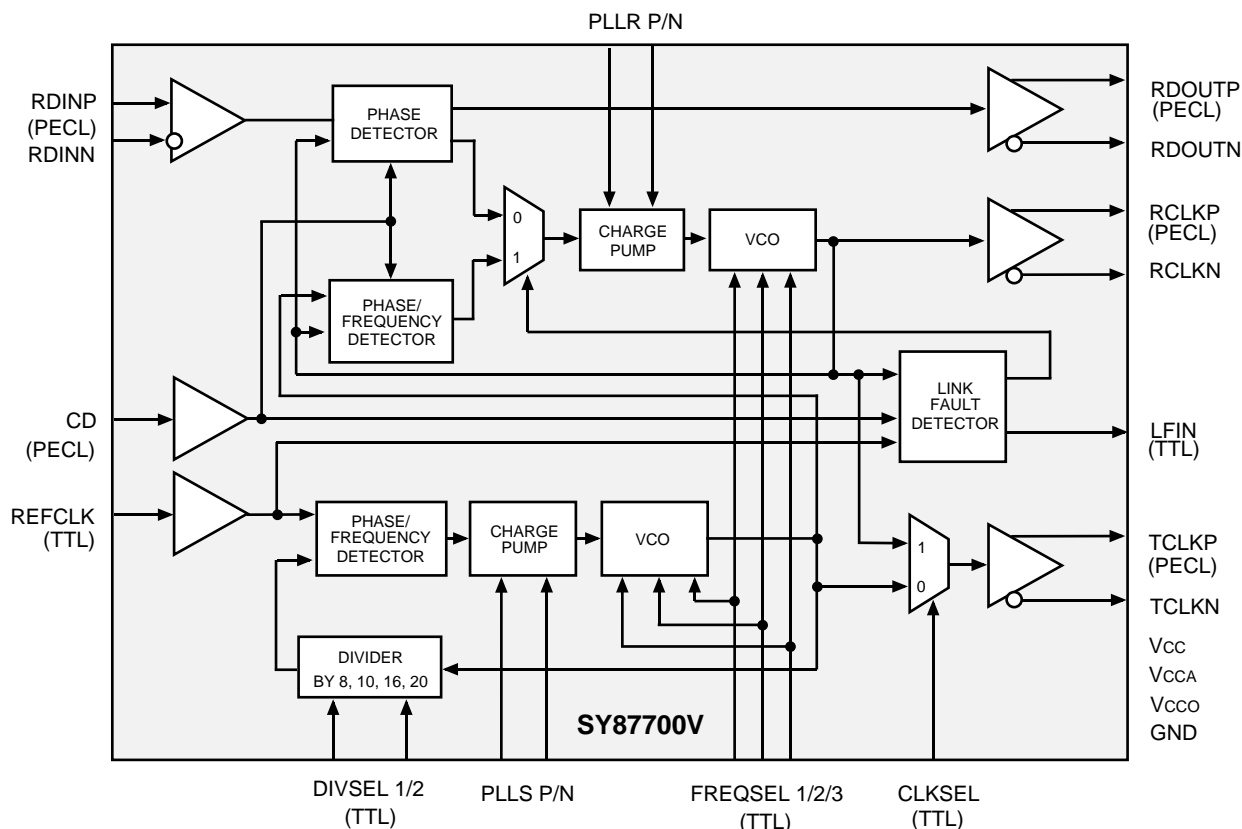 PLLR P/N
RDINP
(PECL)
RDINN
PHASE
DETECTOR
RDOUTP
(PECL)
RDOUTN
0
1
CHARGE
PUMP
VCO
RCLKP
(PECL)
RCLKN
PHASE/
FREQUENCY
DETECTOR
CD
(PECL)
LINK
FAULT
DETECTOR
LFIN
(TTL)
REFCLK
(TTL)
PHASE/
FREQUENCY
DETECTOR
CHARGE
PUMP
VCO
1
0
TCLKP
(PECL)
TCLKN
DIVIDER
BY 8, 10, 16, 20
SY87700V
VCC
VCCA
VCCO
GND
DIVSEL 1/2
(TTL)
PLLS P/N
FREQSEL 1/2/3
(TTL)
CLKSEL
(TTL)